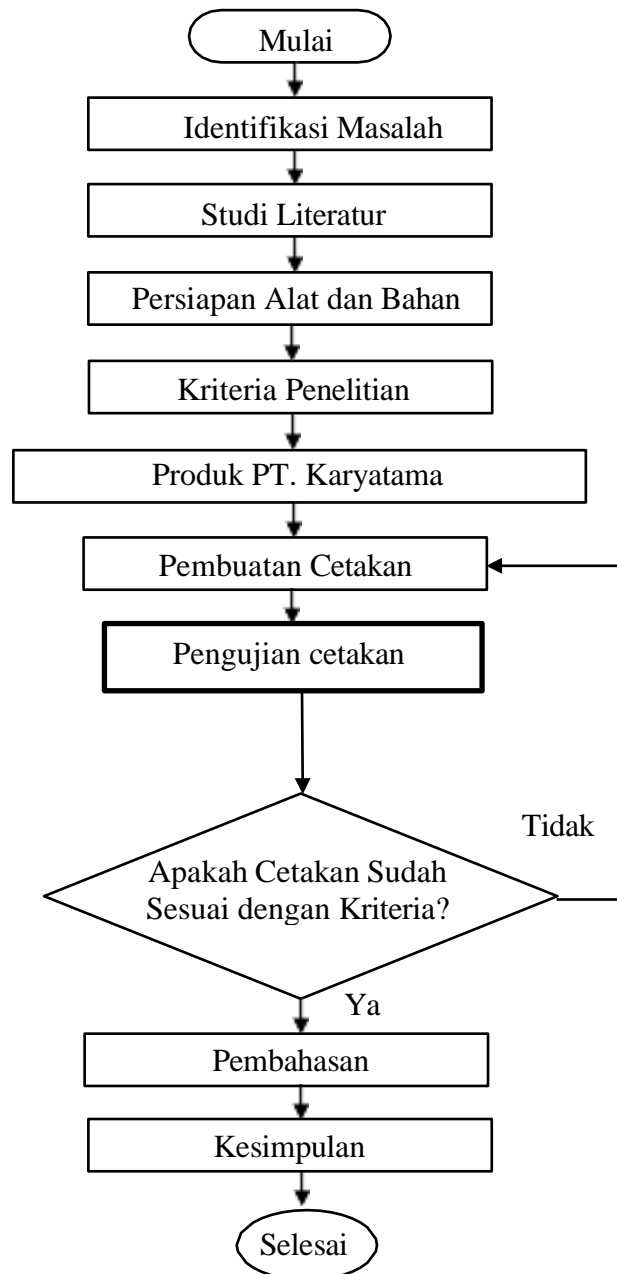 Mulai
Identifikasi Masalah
Studi Literatur
Persiapan Alat dan Bahan
Kriteria Penelitian
Produk PT. Karyatama
Pembuatan Cetakan
Pengujian cetakan
Tidak
Apakah Cetakan Sudah
Sesuai dengan Kriteria?
Ya
Pembahasan
Kesimpulan
Selesai